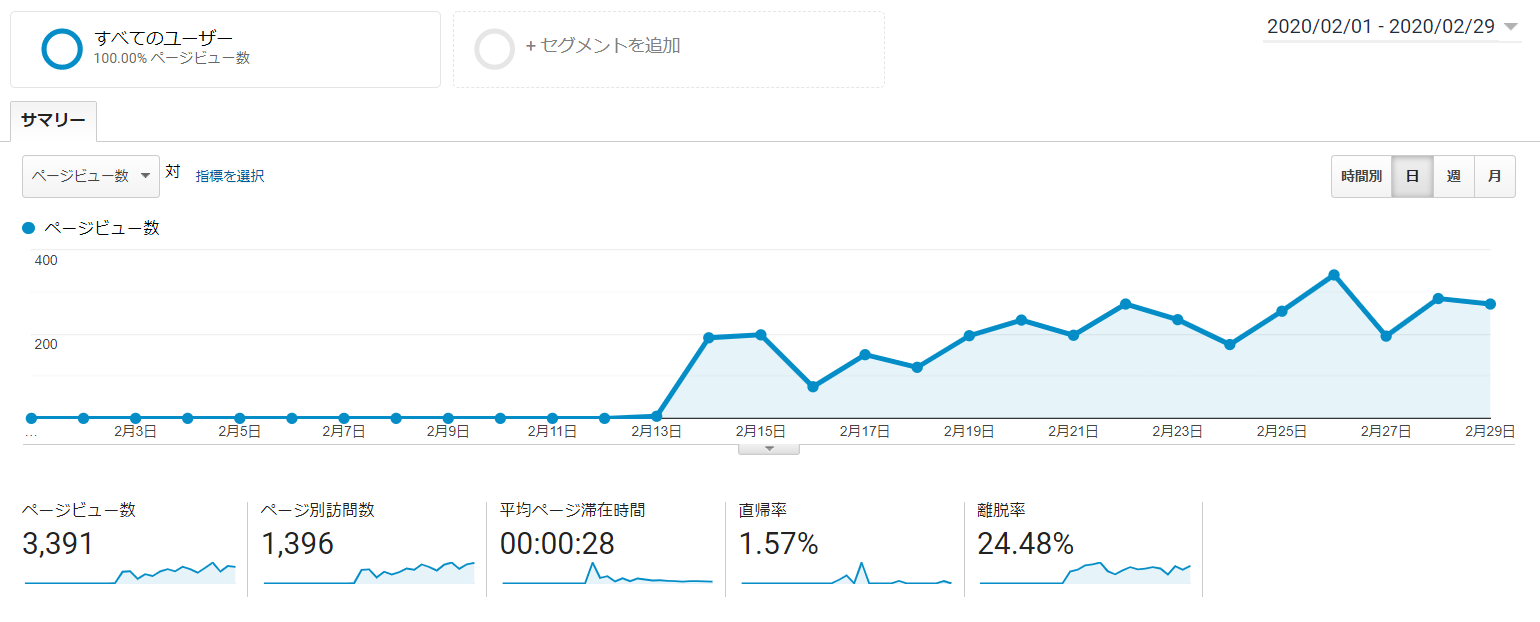 すべてのユーザー
100.00% ページビュー数
+ セグメントを追加
2020/02/01 - 2020/02/29
サマリー
ページビュー数 対 指標を選択
時間別 日 週 月
ページビュー数
400
200
... 2月3日 2月5日 2月7日 2月9日 2月11日 2月13日 2月15日 2月17日 2月19日 2月21日 2月23日 2月25日 2月27日 2月29日
ページビュー数 ページ別訪問数 平均ページ滞在時間 直帰率 離脱率
3,391 1,396 00:00:28 1.57% 24.48%